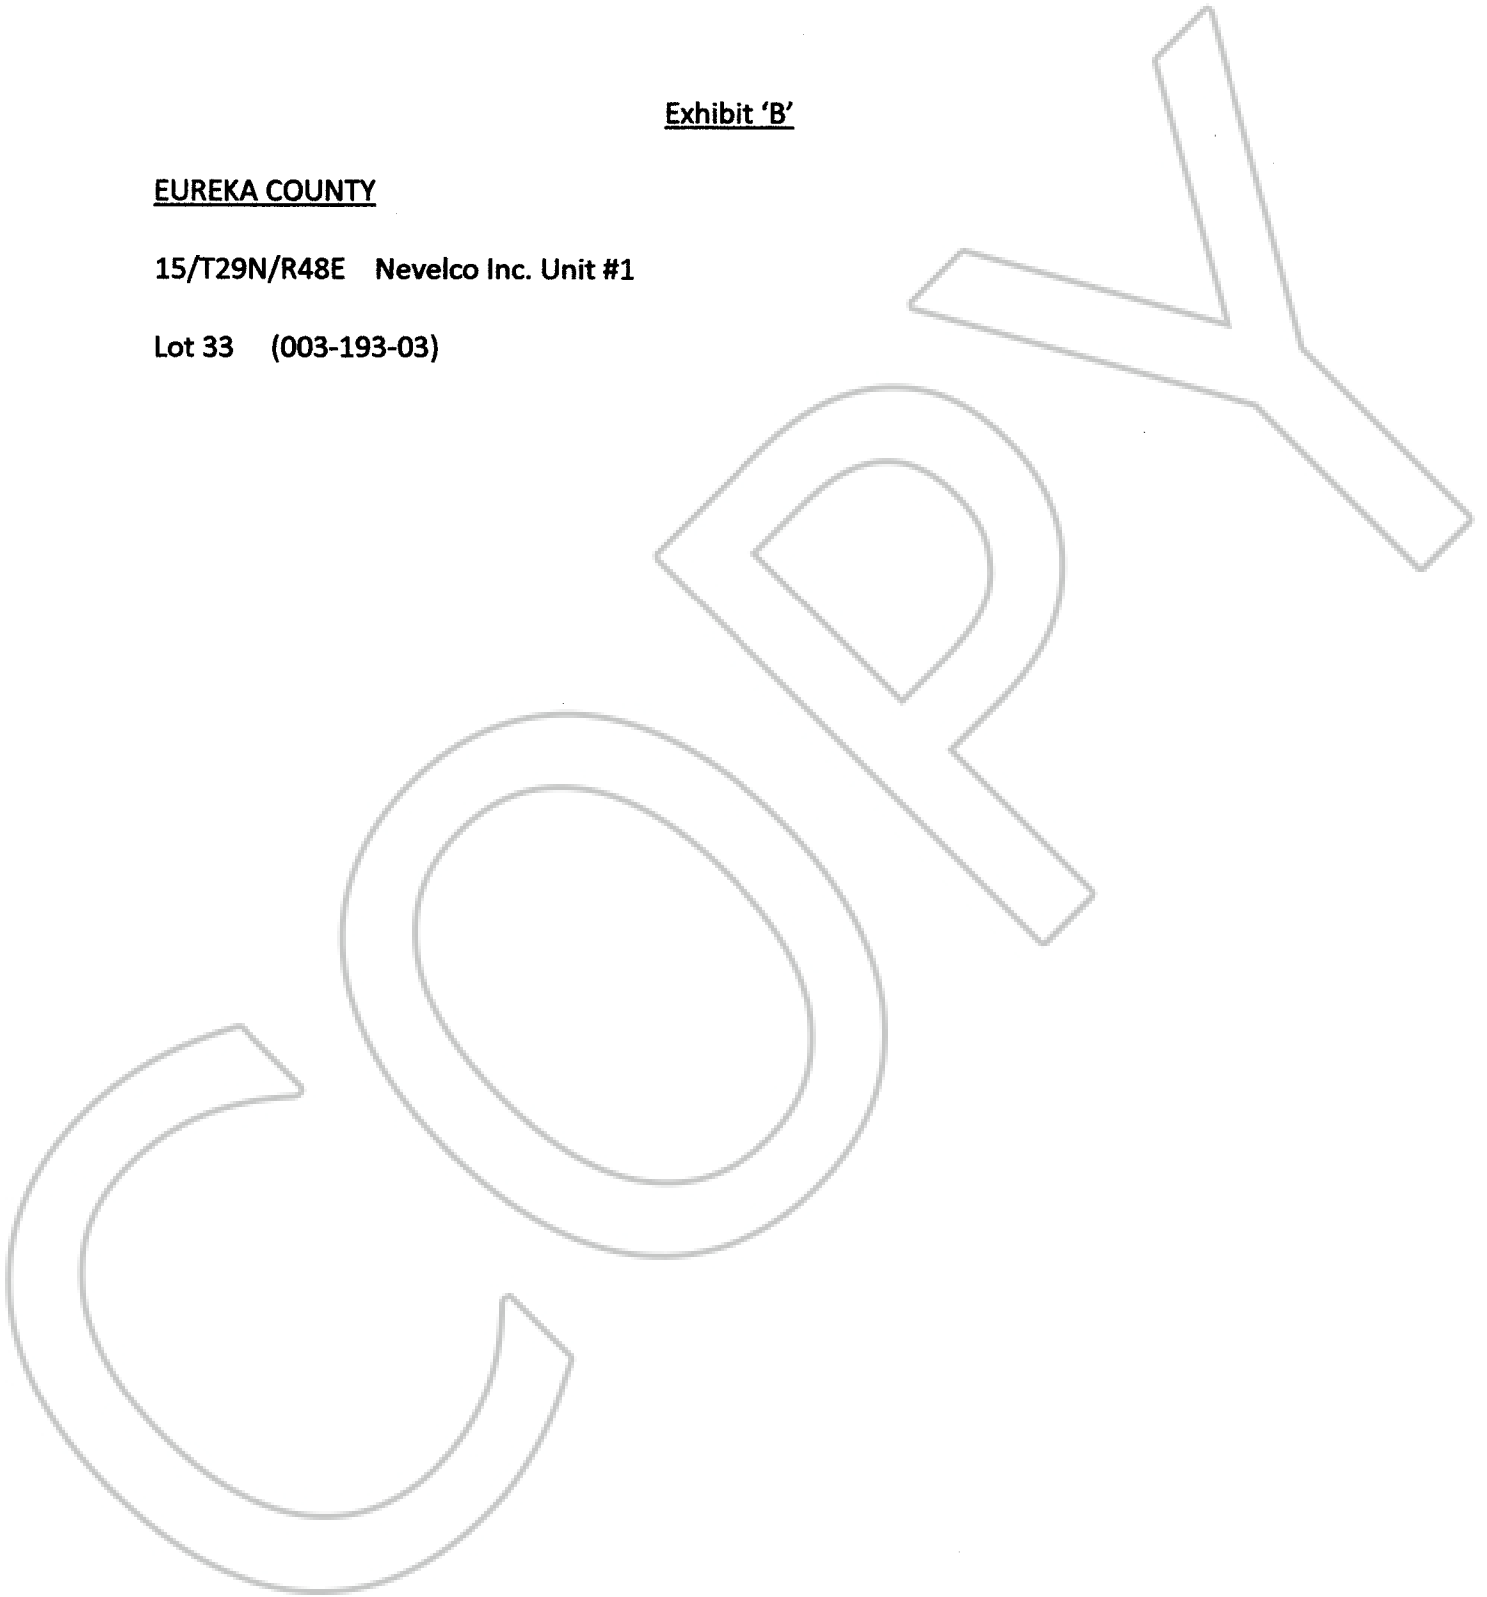 Exhibit ‘B’
EUREKA COUNTY
15/T29N/R48E Nevelco Inc. Unit #1
Lot 33 (003-193-03)
COPY